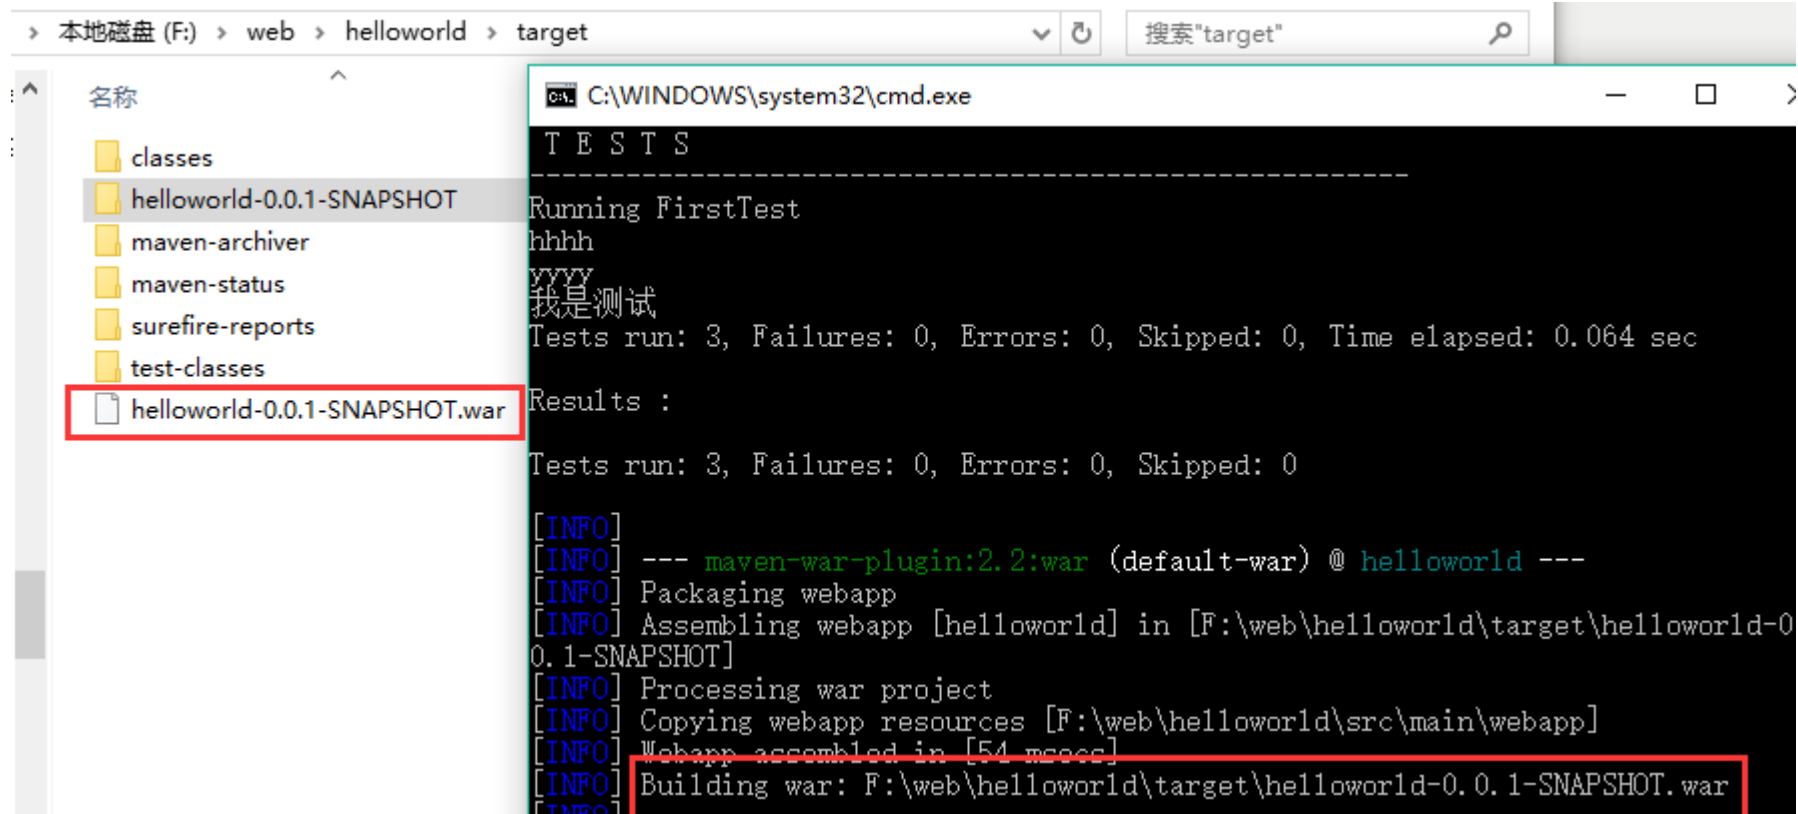 › 本地磁盘 (F:) › web › helloworld › target
搜索"target"
名称
classes
helloworld-0.0.1-SNAPSHOT
maven-archiver
maven-status
surefire-reports
test-classes
helloworld-0.0.1-SNAPSHOT.war
C:\WINDOWS\system32\cmd.exe
T E S T S
-------------------------------------------------------
Running FirstTest
hhhh
yyyy
我是测试
Tests run: 3, Failures: 0, Errors: 0, Skipped: 0, Time elapsed: 0.064 sec
Results :
Tests run: 3, Failures: 0, Errors: 0, Skipped: 0
[INFO]
[INFO] --- maven-war-plugin:2.2:war (default-war) @ helloworld ---
[INFO] Packaging webapp
[INFO] Assembling webapp [helloworld] in [F:\web\helloworld\target\helloworld-0
0.1-SNAPSHOT]
[INFO] Processing war project
[INFO] Copying webapp resources [F:\web\helloworld\src\main\webapp]
[INFO] Webapp assembled in [54 msecs]
[INFO] Building war: F:\web\helloworld\target\helloworld-0.0.1-SNAPSHOT.war
[INFO]